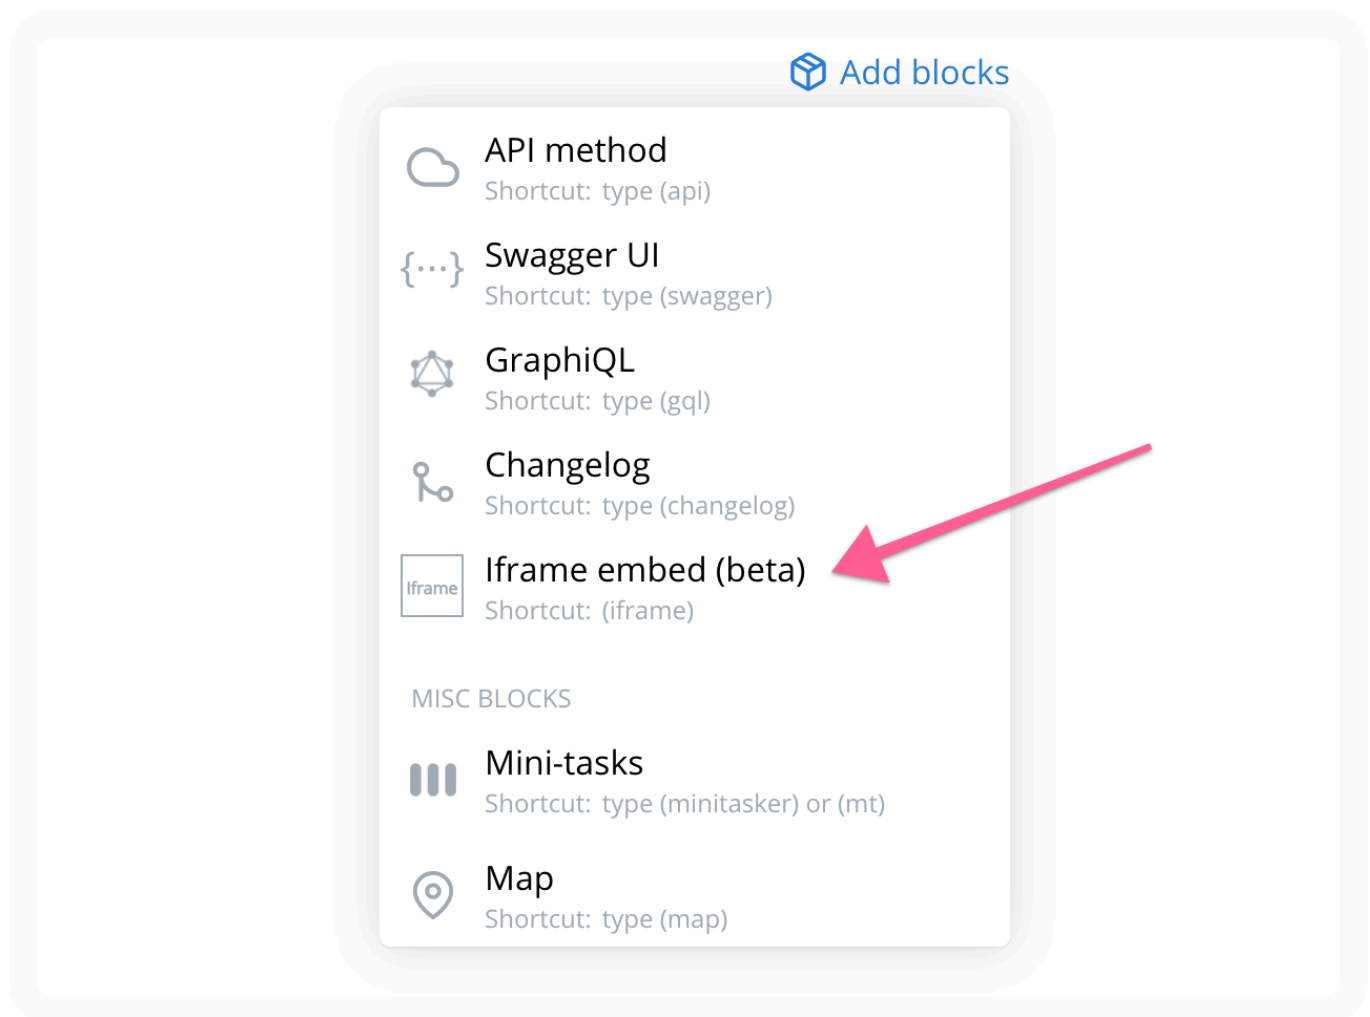 Add blocks
API method
Shortcut: type (api)
Swagger UI
Shortcut: type (swagger)
GraphiQL
Shortcut: type (gql)
Changelog
Shortcut: type (changelog)
Iframe embed (beta)
Iframe
Shortcut: (iframe)
MISC BLOCKS
Mini-tasks
Shortcut: type (minitasker) or (mt)
Map
Shortcut: type (map)